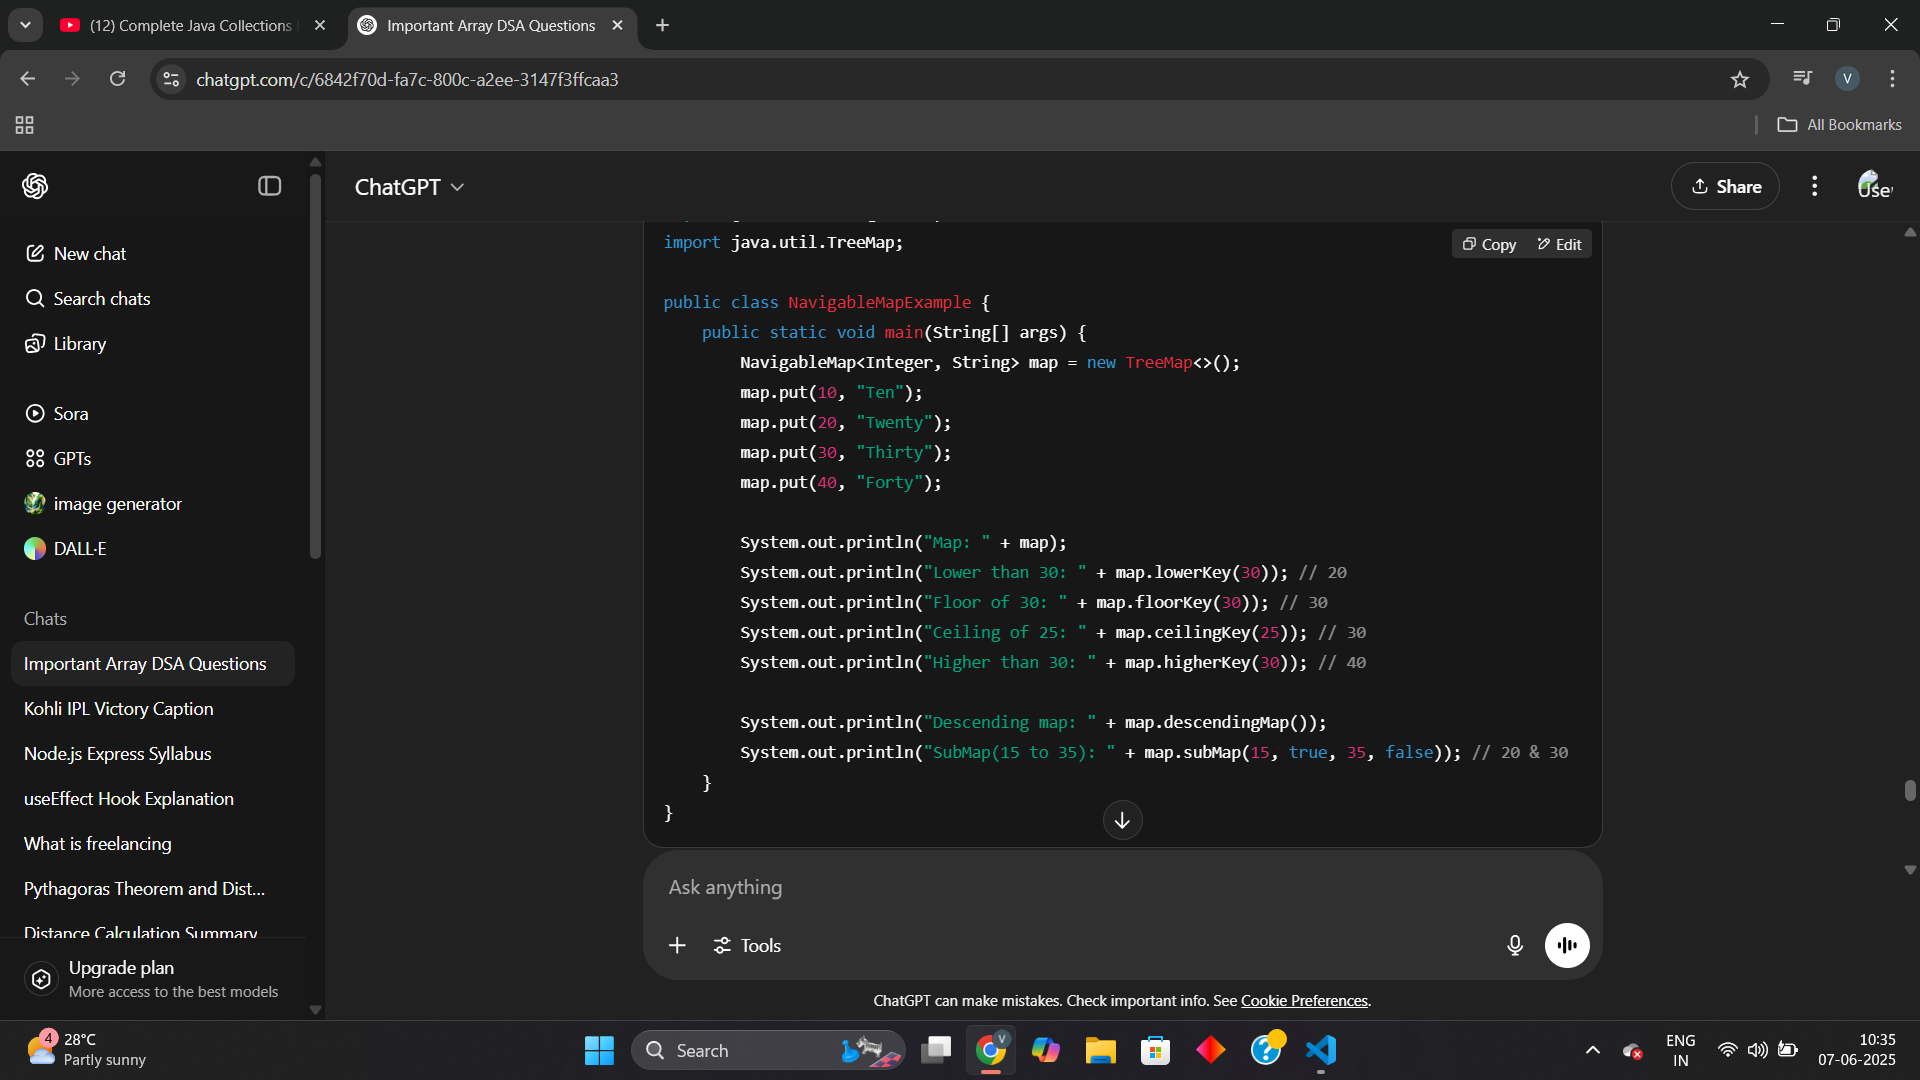 (12) Complete Java Collections
Important Array DSA Questions
chatgpt.com/c/6842f70d-fa7c-800c-a2ee-3147f3ffcaa3
V
All Bookmarks
ChatGPT
Share
User
New chat
Search chats
Library
Sora
GPTs
image generator
DALL·E
Chats
Important Array DSA Questions
Kohli IPL Victory Caption
Node.js Express Syllabus
useEffect Hook Explanation
What is freelancing
Pythagoras Theorem and Dist...
Distance Calculation Summary
Upgrade plan
More access to the best models
import java.util.TreeMap;
Copy Edit
public class NavigableMapExample {
public static void main(String[] args) {
NavigableMap<Integer, String> map = new TreeMap<>();
map.put(10, "Ten");
map.put(20, "Twenty");
map.put(30, "Thirty");
map.put(40, "Forty");
System.out.println("Map: " + map);
System.out.println("Lower than 30: " + map.lowerKey(30)); // 20
System.out.println("Floor of 30: " + map.floorKey(30)); // 30
System.out.println("Ceiling of 25: " + map.ceilingKey(25)); // 30
System.out.println("Higher than 30: " + map.higherKey(30)); // 40
System.out.println("Descending map: " + map.descendingMap());
System.out.println("SubMap(15 to 35): " + map.subMap(15, true, 35, false)); // 20 & 30
}
}
Ask anything
Tools
ChatGPT can make mistakes. Check important info. See Cookie Preferences.
4
28°C
Partly sunny
Search
V
ENG
IN
10:35
07-06-2025